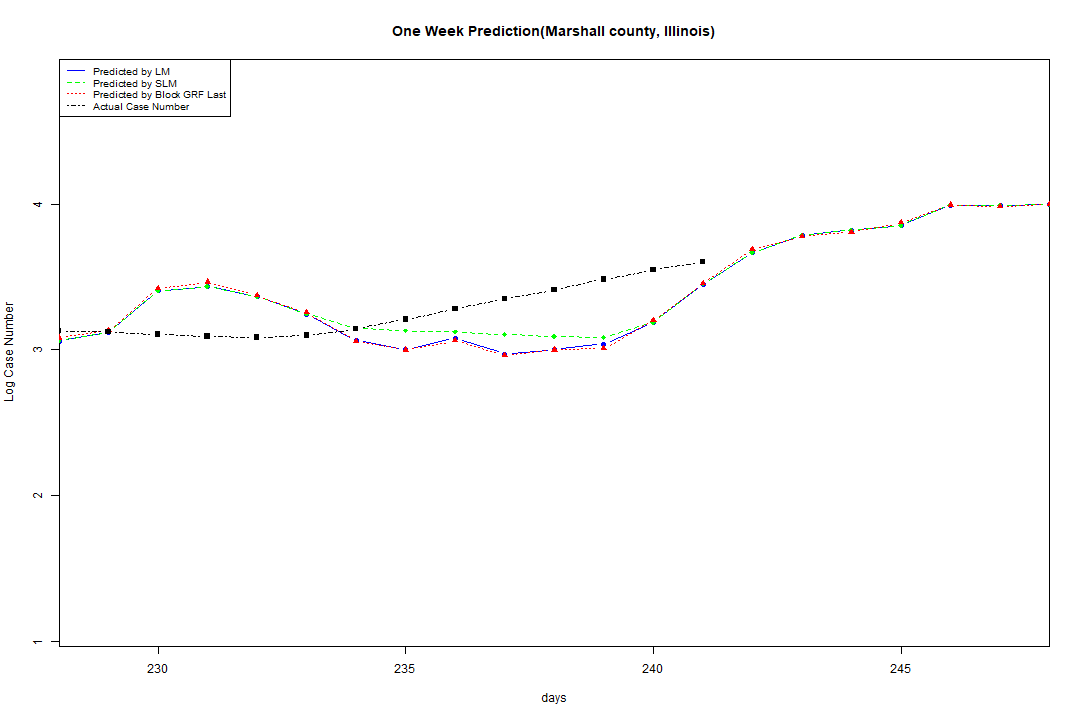 One Week Prediction(Marshall county, Illinois)
Predicted by LM
Predicted by SLM
Predicted by Block GRF Last
Actual Case Number
4
3
2
1
Log Case Number
230 235 240 245
days